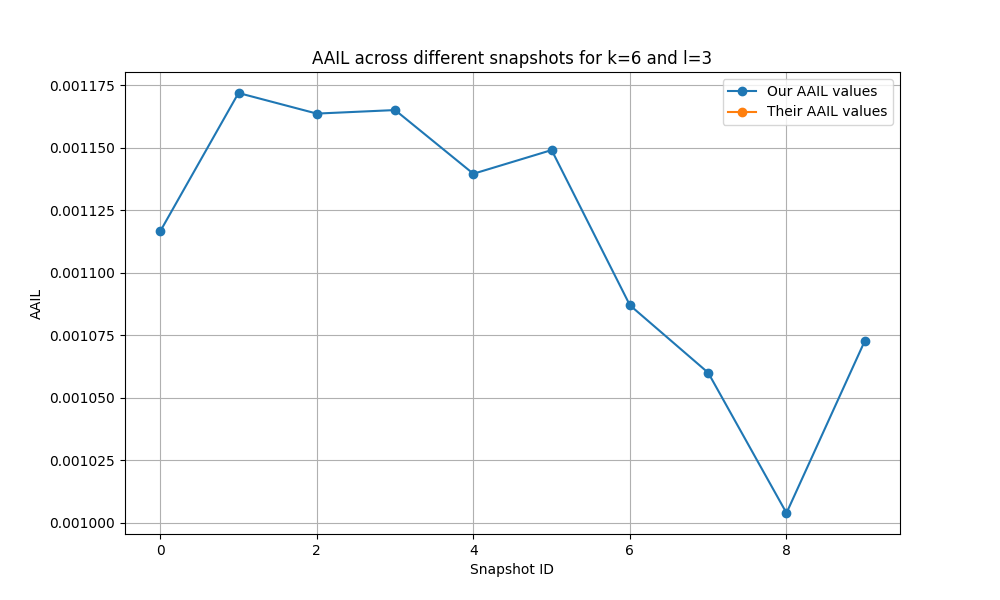 AAIL across different snapshots for k=6 and l=3
Our AAIL values
Their AAIL values
AAIL
0.001175
0.001150
0.001125
0.001100
0.001075
0.001050
0.001025
0.001000
0 2 4 6 8
Snapshot ID